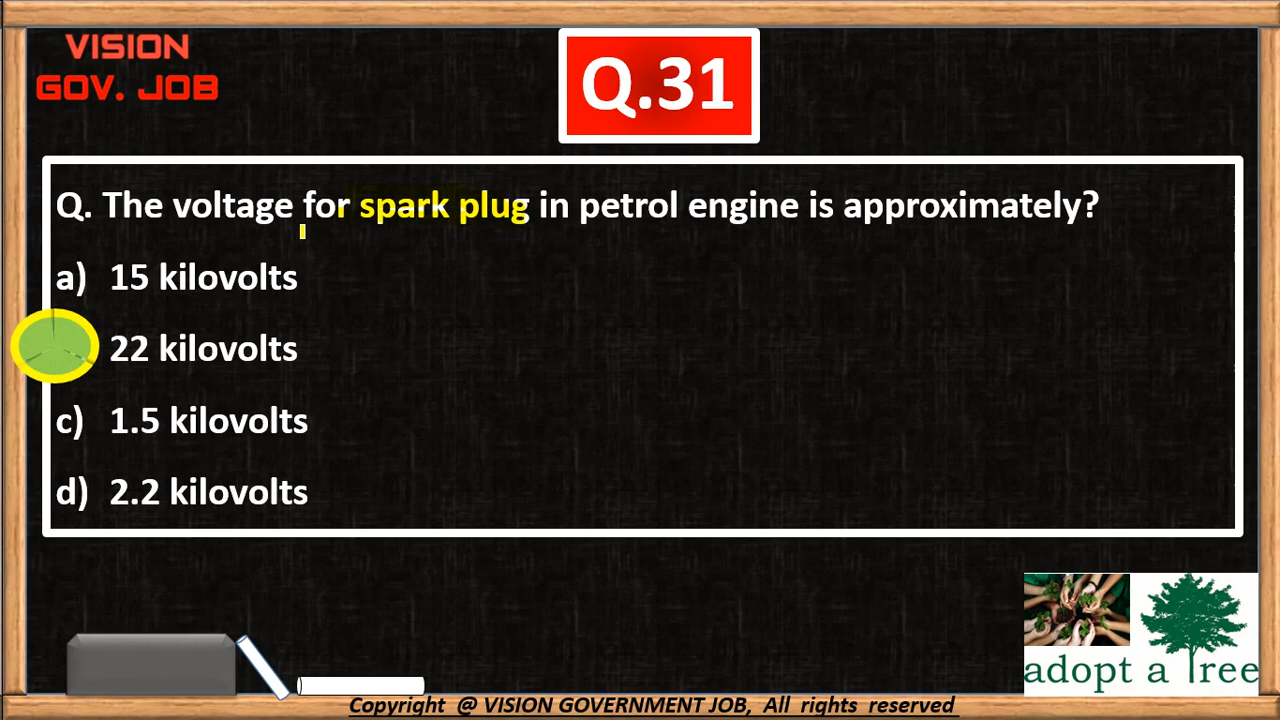 VISION
GOV. JOB
Q.31
Q. The voltage for spark plug in petrol engine is approximately?
a) 15 kilovolts
22 kilovolts
c) 1.5 kilovolts
d) 2.2 kilovolts
adopt a Tree
Copyright @ VISION GOVERNMENT JOB, All rights reserved